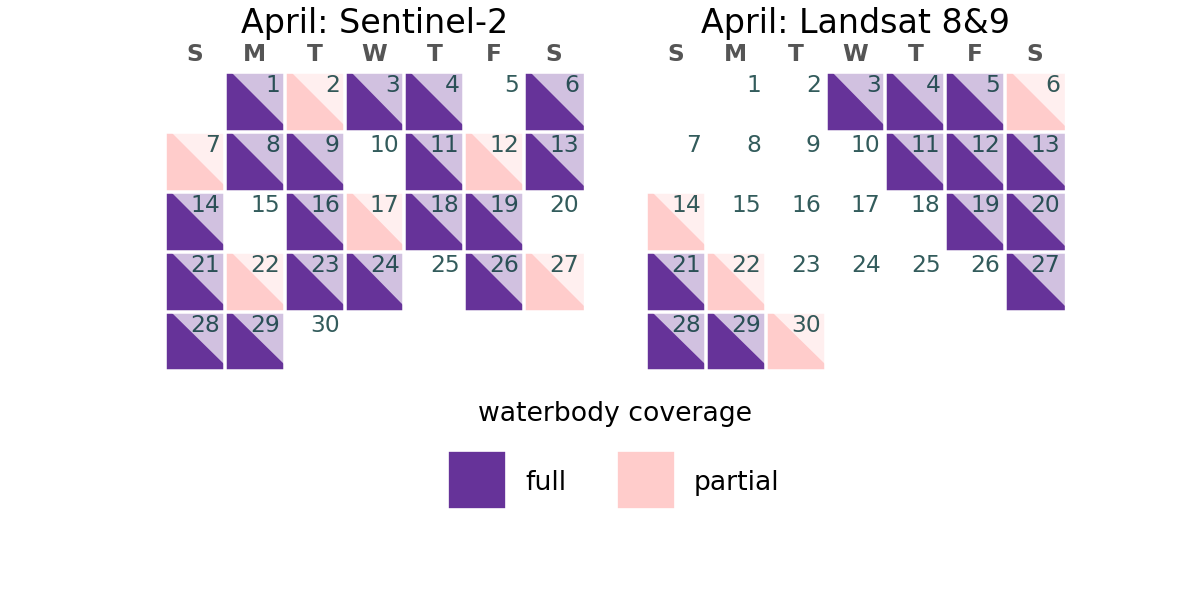 April: Sentinel-2
S M T W T F S
1 2 3 4 5 6
7 8 9 10 11 12 13
14 15 16 17 18 19 20
21 22 23 24 25 26 27
28 29 30
April: Landsat 8&9
S M T W T F S
1 2 3 4 5 6
7 8 9 10 11 12 13
14 15 16 17 18 19 20
21 22 23 24 25 26 27
28 29 30
waterbody coverage
full partial